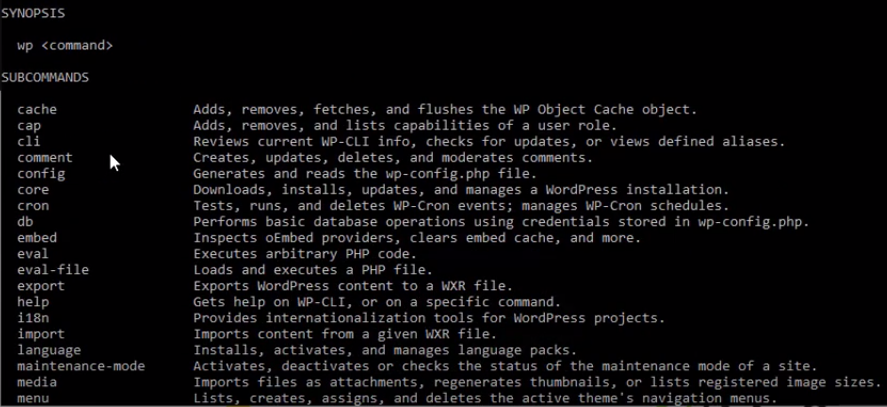 SYNOPSIS
wp <command>
SUBCOMMANDS
cache Adds, removes, fetches, and flushes the WP Object Cache object.
cap Adds, removes, and lists capabilities of a user role.
cli Reviews current WP-CLI info, checks for updates, or views defined aliases.
comment Creates, updates, deletes, and moderates comments.
config Generates and reads the wp-config.php file.
core Downloads, installs, updates, and manages a WordPress installation.
cron Tests, runs, and deletes WP-Cron events; manages WP-Cron schedules.
db Performs basic database operations using credentials stored in wp-config.php.
embed Inspects oEmbed providers, clears embed cache, and more.
eval Executes arbitrary PHP code.
eval-file Loads and executes a PHP file.
export Exports WordPress content to a WXR file.
help Gets help on WP-CLI, or on a specific command.
i18n Provides internationalization tools for WordPress projects.
import Imports content from a given WXR file.
language Installs, activates, and manages language packs.
maintenance-mode Activates, deactivates or checks the status of the maintenance mode of a site.
media Imports files as attachments, regenerates thumbnails, or lists registered image sizes.
menu Lists, creates, assigns, and deletes the active theme's navigation menus.